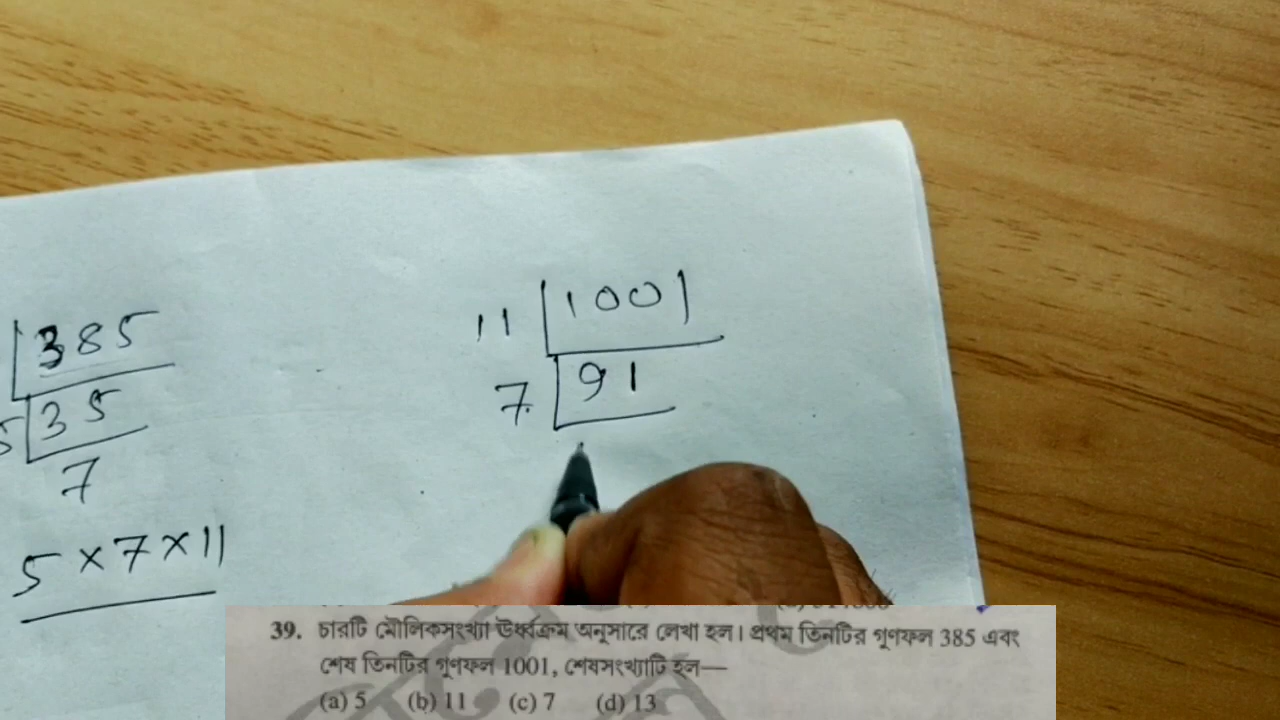 385
35
7
5 × 7 × 11
11 1001
7 91
39. চারটি মৌলিকসংখ্যা ঊর্ধ্বক্রম অনুসারে লেখা হল। প্রথম তিনটির গুণফল 385 এবং
শেষ তিনটির গুণফল 1001, শেষসংখ্যাটি হল—
(a) 5 (b) 11 (c) 7 (d) 13